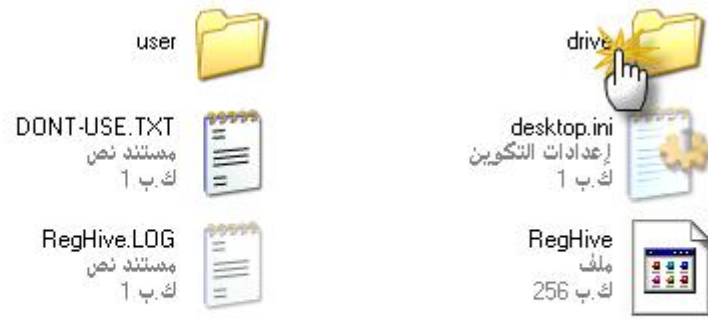 drive
user
desktop.ini
إعدادات التكوين
1 ك.ب
DONT-USE.TXT
مستند نص
1 ك.ب
RegHive
ملف
256 ك.ب
RegHive.LOG
مستند نص
1 ك.ب